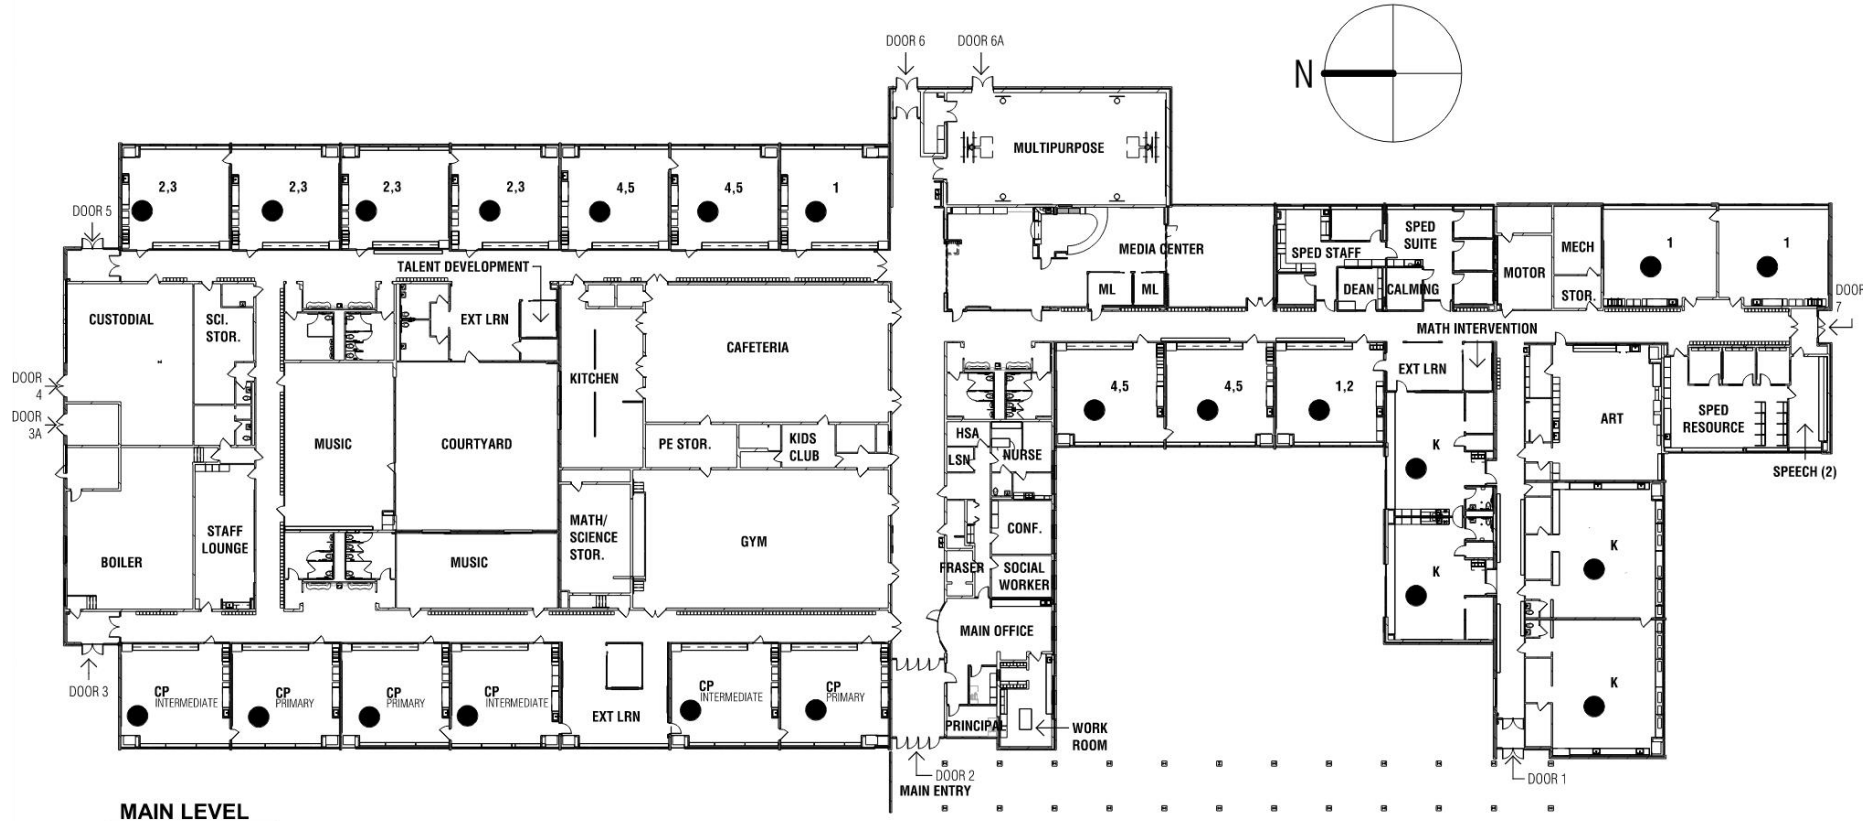 DOOR 6
DOOR 6A
N
MULTIPURPOSE
2,3
2,3
2,3
2,3
4,5
4,5
1
DOOR 5
TALENT DEVELOPMENT
MEDIA CENTER
ML
ML
SPED STAFF
SPED
SUITE
DEAN
CALMING
MOTOR
MECH
STOR.
1
1
DOOR
7
MATH INTERVENTION
CUSTODIAL
SCI.
STOR.
EXT LRN
KITCHEN
CAFETERIA
DOOR
4
DOOR
3A
4,5
4,5
1,2
EXT LRN
ART
SPED
RESOURCE
SPEECH (2)
MUSIC
COURTYARD
PE STOR.
KIDS
CLUB
HSA
LSN
NURSE
K
BOILER
STAFF
LOUNGE
MUSIC
MATH/
SCIENCE
STOR.
GYM
CONF.
FRASER
SOCIAL
WORKER
K
K
MAIN OFFICE
DOOR 3
CP
INTERMEDIATE
CP
PRIMARY
CP
PRIMARY
CP
INTERMEDIATE
EXT LRN
CP
INTERMEDIATE
CP
PRIMARY
PRINCIPAL
WORK
ROOM
K
DOOR 2
MAIN ENTRY
DOOR 1
MAIN LEVEL